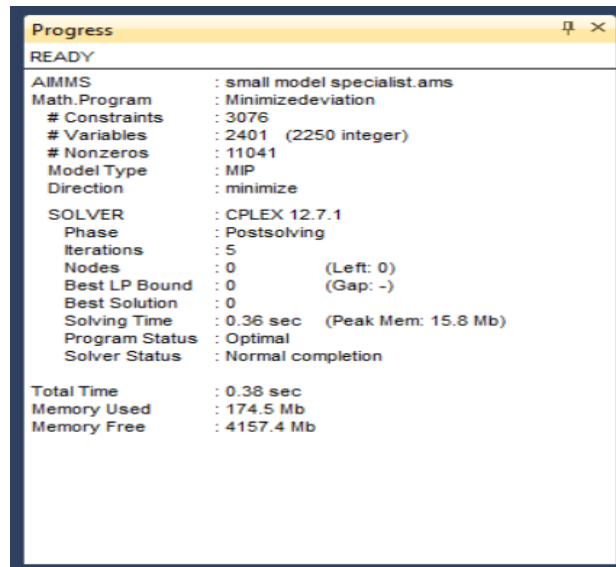 Progress
READY
AIMMS : small model specialist.ams
Math.Program : Minimizedeviation
# Constraints : 3076
# Variables : 2401 (2250 integer)
# Nonzeros : 11041
Model Type : MIP
Direction : minimize
SOLVER : CPLEX 12.7.1
Phase : Postsolving
Iterations : 5
Nodes : 0 (Left: 0)
Best LP Bound : 0 (Gap: -)
Best Solution : 0
Solving Time : 0.36 sec (Peak Mem: 15.8 Mb)
Program Status : Optimal
Solver Status : Normal completion
Total Time : 0.38 sec
Memory Used : 174.5 Mb
Memory Free : 4157.4 Mb